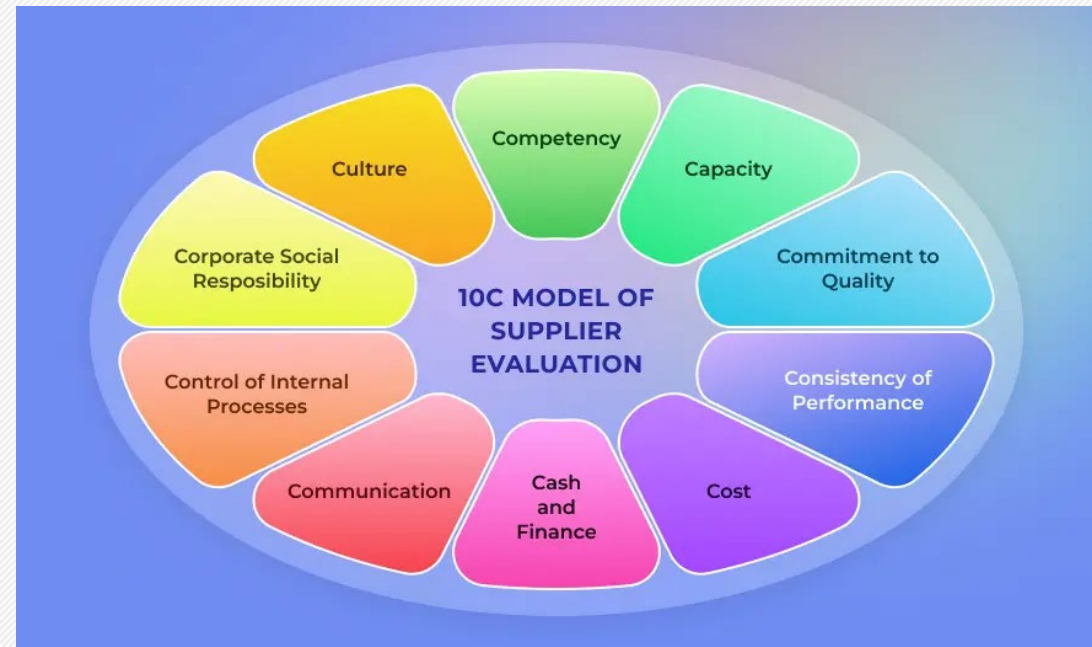 Competency
Capacity
Commitment to
Quality
Consistency of
Performance
Cost
Cash
and
Finance
Communication
Control of Internal
Processes
Corporate Social
Resposibility
Culture
10C MODEL OF
SUPPLIER
EVALUATION